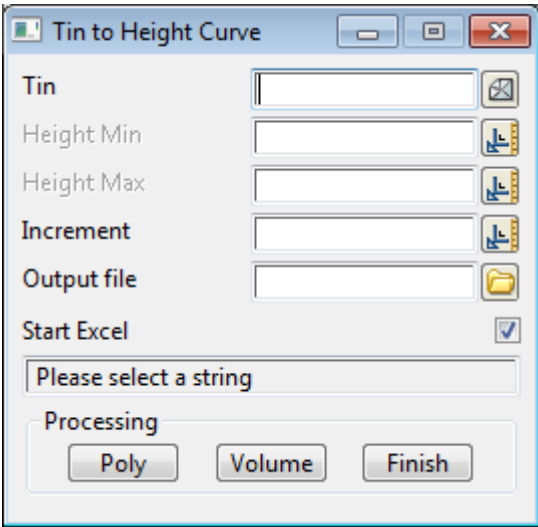 Tin to Height Curve
Tin
Height Min
Height Max
Increment
Output file
Start Excel
Please select a string
Processing
Poly Volume Finish